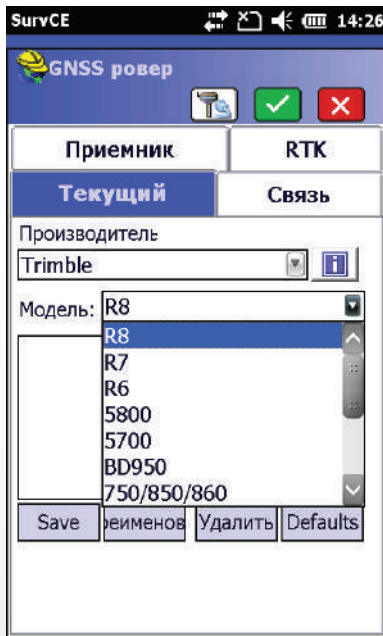 SurvCE 14:26
GNSS ровер
Приемник RTK
Текущий Связь
Производитель
Trimble
Модель: R8
R8
R7
R6
5800
5700
BD950
750/850/860
Save реименов Удалить Defaults